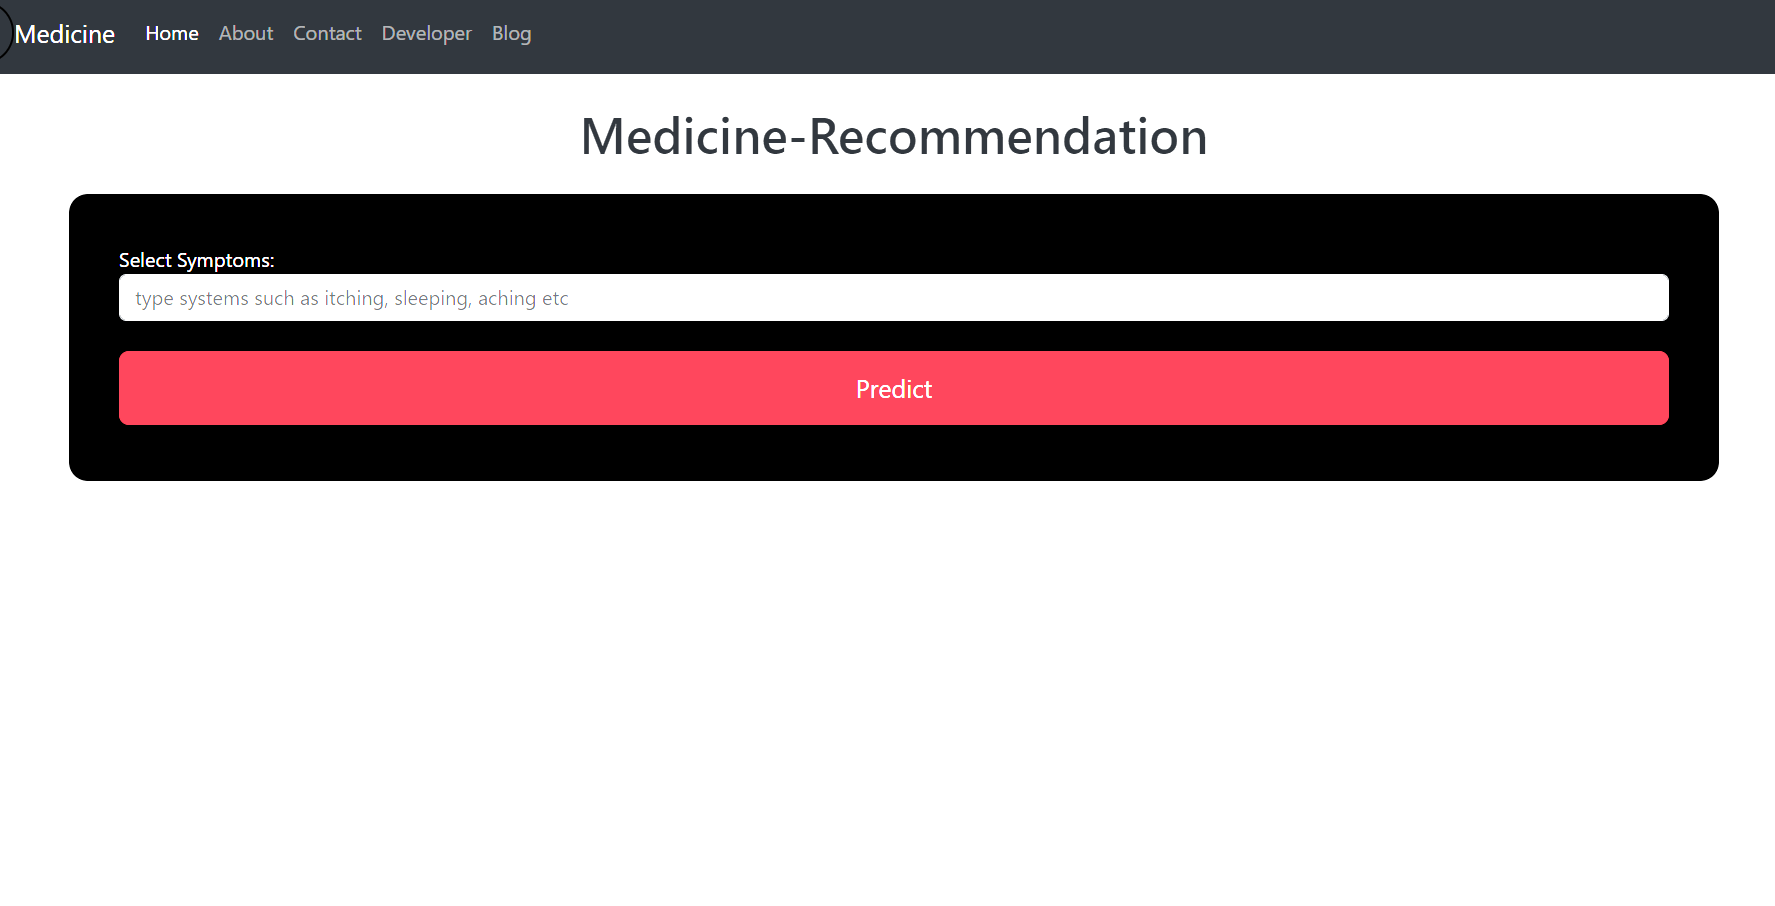 Medicine Home About Contact Developer Blog
Medicine-Recommendation
Select Symptoms:
type systems such as itching, sleeping, aching etc
Predict